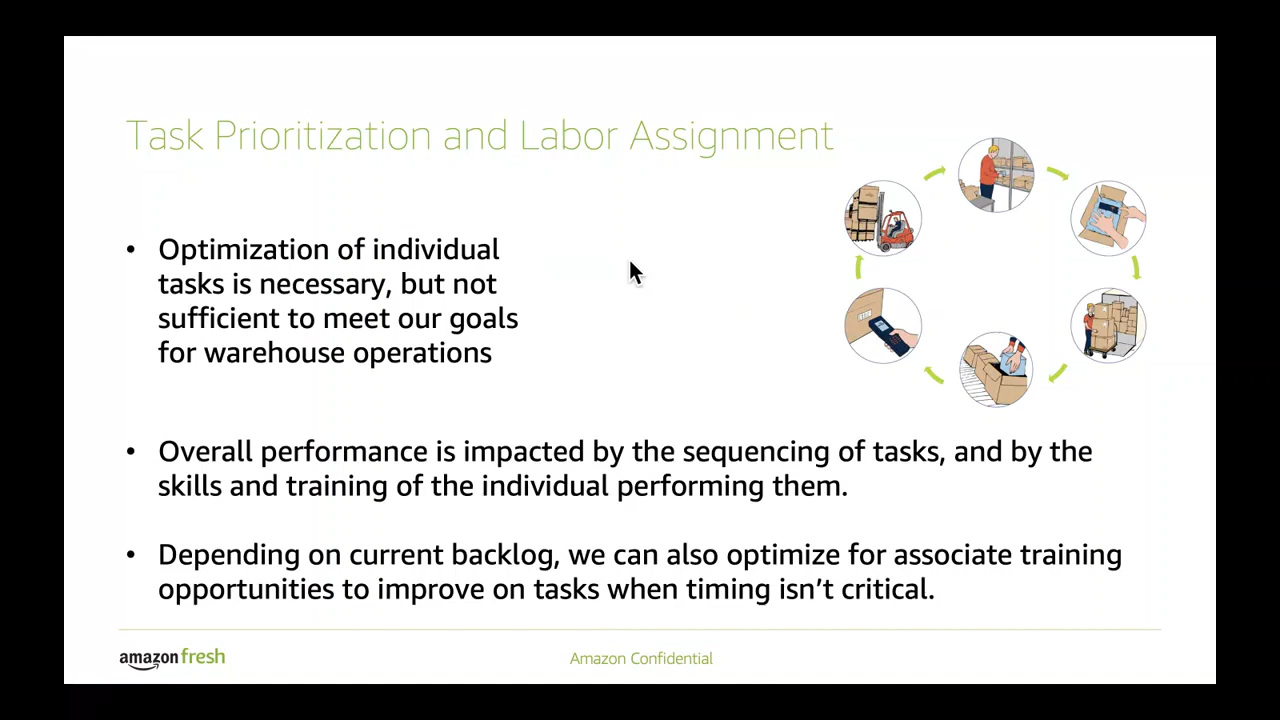 Task Prioritization and Labor Assignment
• Optimization of individual
tasks is necessary, but not
sufficient to meet our goals
for warehouse operations
• Overall performance is impacted by the sequencing of tasks, and by the
skills and training of the individual performing them.
• Depending on current backlog, we can also optimize for associate training
opportunities to improve on tasks when timing isn’t critical.
amazon fresh
Amazon Confidential